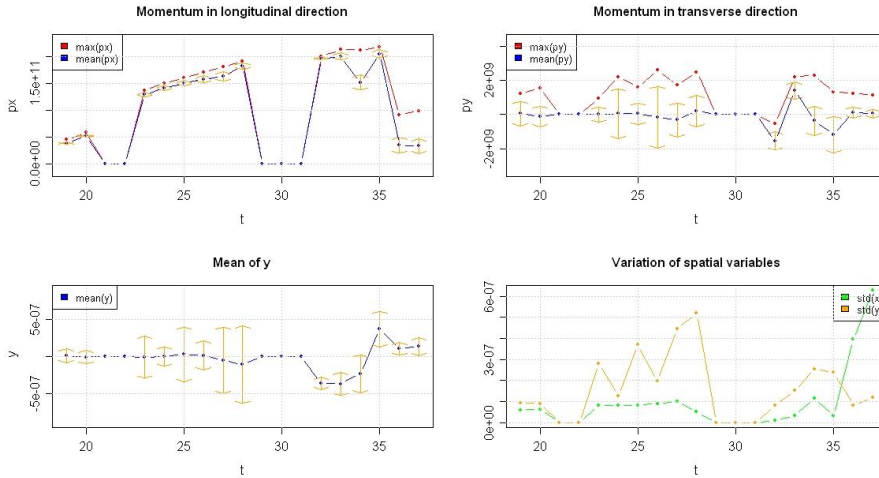 Momentum in longitudinal direction
max(px)
mean(px)
px
0.0e+00
1.5e+11
20
25
30
35
t
Momentum in transverse direction
max(py)
mean(py)
py
-2e+09
2e+09
20
25
30
35
t
Mean of y
mean(y)
y
-5e-07
5e-07
20
25
30
35
t
Variation of spatial variables
std(x
std(y
0e+00
3e-07
6e-07
20
25
30
35
t